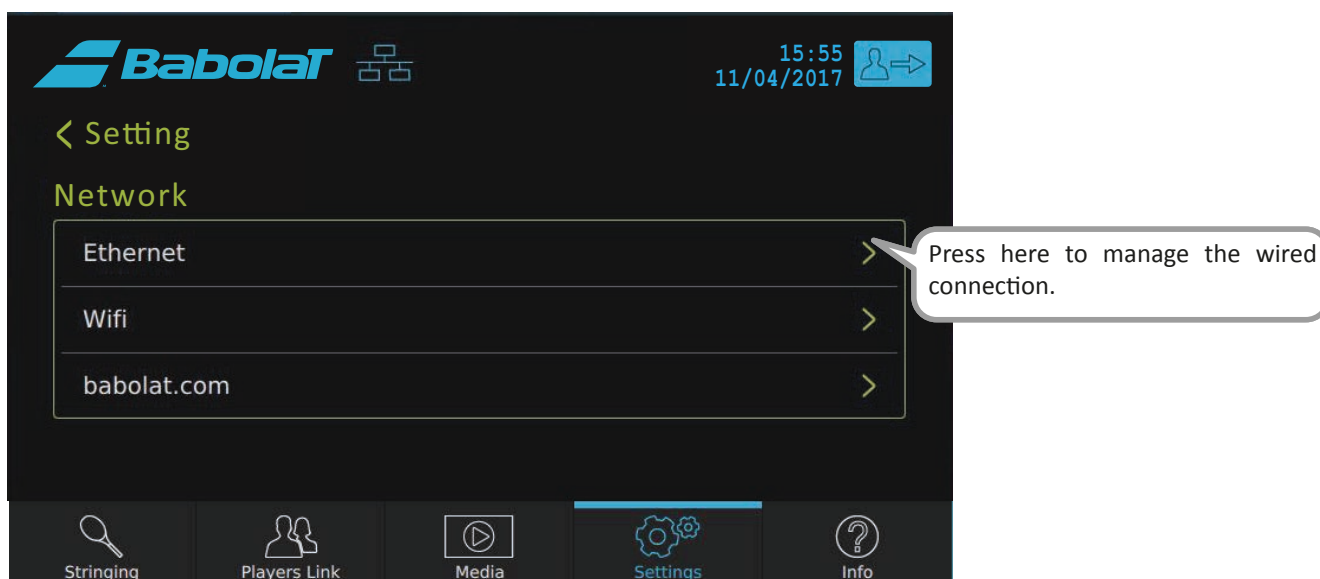 BabolaT
15:55
11/04/2017
< Setting
Network
Ethernet >
Press here to manage the wired
connection.
Wifi >
babolat.com >
Stringing
Players Link
Media
Settings
Info